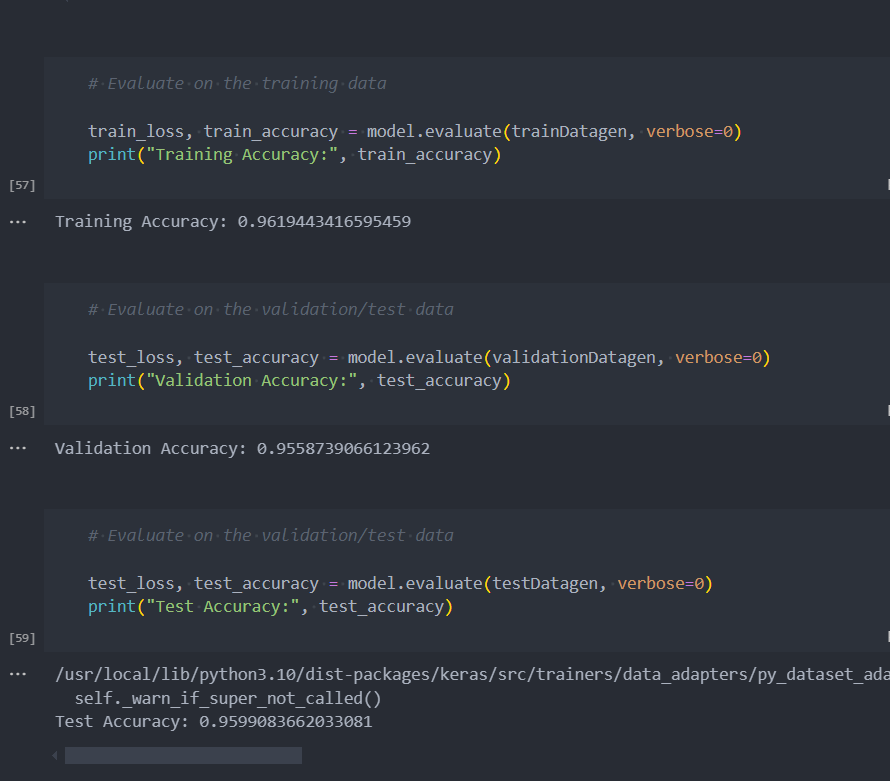 # Evaluate on the training data
train_loss, train_accuracy = model.evaluate(trainDatagen, verbose=0)
print("Training Accuracy:", train_accuracy)
[57]
... Training Accuracy: 0.9619443416595459
# Evaluate on the validation/test data
test_loss, test_accuracy = model.evaluate(validationDatagen, verbose=0)
print("Validation Accuracy:", test_accuracy)
[58]
... Validation Accuracy: 0.9558739066123962
# Evaluate on the validation/test data
test_loss, test_accuracy = model.evaluate(testDatagen, verbose=0)
print("Test Accuracy:", test_accuracy)
[59]
... /usr/local/lib/python3.10/dist-packages/keras/src/trainers/data_adapters/py_dataset_ada
self._warn_if_super_not_called()
Test Accuracy: 0.9599083662033081